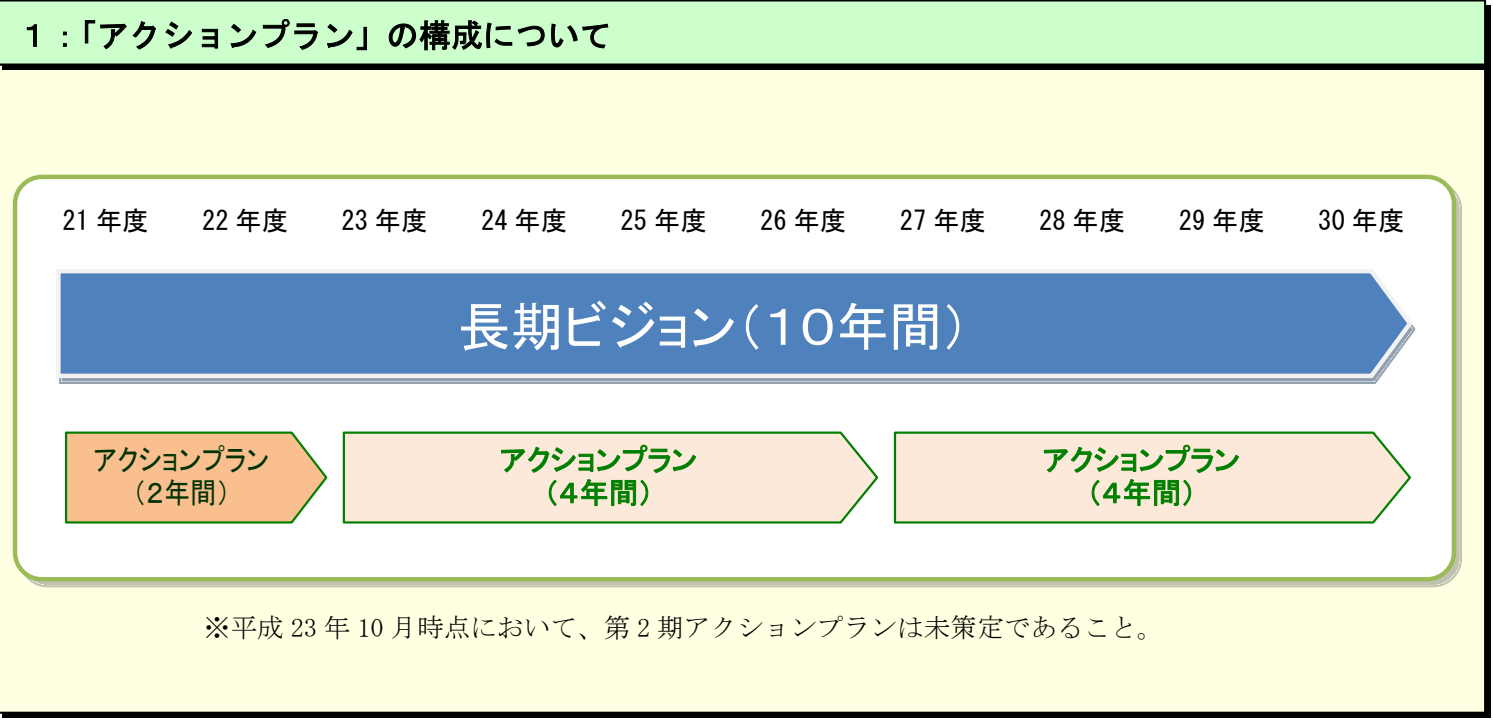 １：「アクションプラン」の構成について
21 年度 22 年度 23 年度 24 年度 25 年度 26 年度 27 年度 28 年度 29 年度 30 年度
長期ビジョン（１０年間）
アクションプラン
（２年間）
アクションプラン
（４年間）
アクションプラン
（４年間）
※平成 23 年 10 月時点において、第 2 期アクションプランは未策定であること。